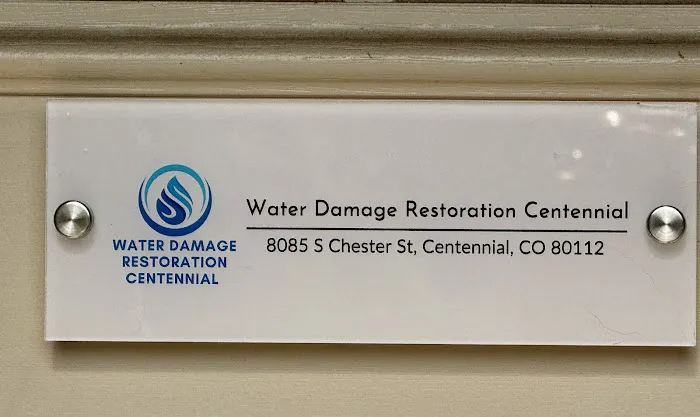 WATER DAMAGE
RESTORATION
CENTENNIAL
Water Damage Restoration Centennial
8085 S Chester St, Centennial, CO 80112